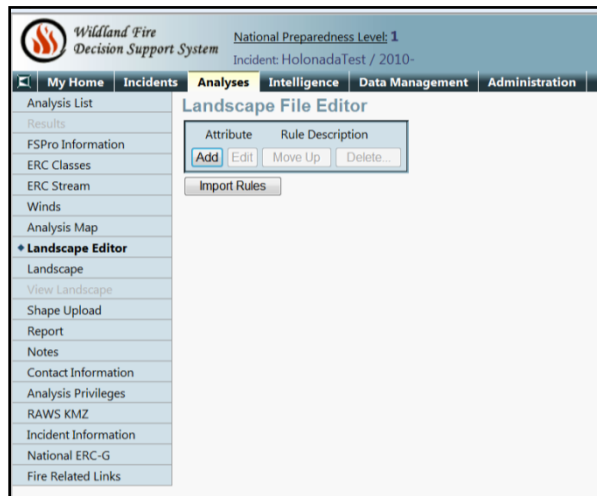 Wildland Fire
Decision Support System
National Preparedness Level: 1
Incident: HolonadaTest / 2010-
My Home Incidents Analyses Intelligence Data Management Administration
Analysis List
Results
FSPro Information
ERC Classes
ERC Stream
Winds
Analysis Map
Landscape Editor
Landscape
View Landscape
Shape Upload
Report
Notes
Contact Information
Analysis Privileges
RAWS KMZ
Incident Information
National ERC-G
Fire Related Links
Landscape File Editor
Attribute Rule Description
Add Edit Move Up Delete...
Import Rules